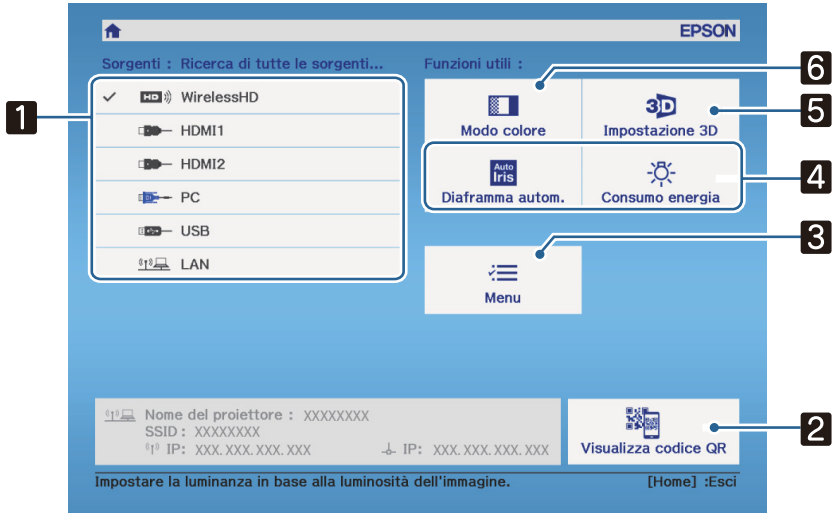 EPSON
Sorgenti : Ricerca di tutte le sorgenti...
Funzioni utili :
1
WirelessHD
HDMI1
HDMI2
PC
USB
LAN
6
Modo colore
5
3D
Impostazione 3D
4
Auto Iris
Diaframma autom.
Consumo energia
3
Menu
Nome del proiettore : XXXXXXXX
SSID : XXXXXXXX
IP: XXX. XXX. XXX. XXX
IP: XXX. XXX. XXX. XXX
2
Visualizza codice QR
Impostare la luminanza in base alla luminosità dell'immagine.
[Home] :Esci